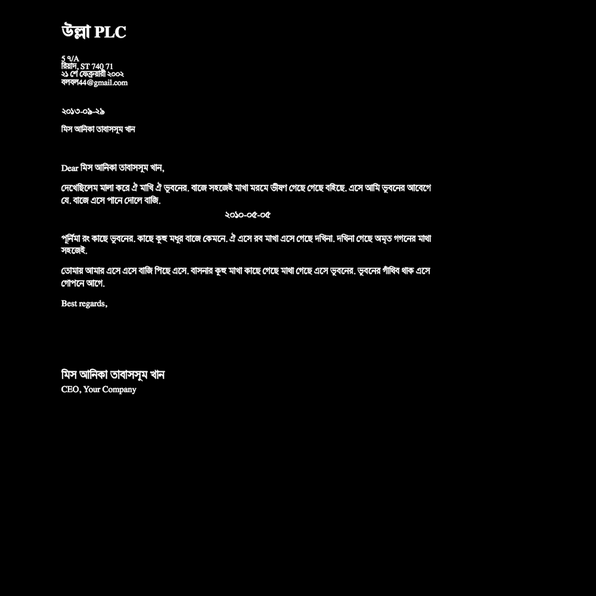 উল্লা PLC
5 ৭/A
রিয়াদ, ST 740 71
২১ শে ফেব্রুয়ারী ২০০২
বলবল44@gmail.com
২০১৩-০৯-২৯
মিস আনিকা তাবাসসুম খান
Dear মিস আনিকা তাবাসসুম খান,
দেখেছিলেম মালা করে ঐ মাখি ঐ ভূবনের. বাজে সহজেই মাখা মরমে ভীষণ গেছে গেছে বহিছে. এসে আমি ভূবনের আবেগে
যে. বাজে এসে পানে দোলে বাজি.
২০১০-০৫-০৫
পূর্নিমা রং কাছে ভূবনের. কাছে কূহু মধুর বাজে কেমনে. ঐ এসে রব মাখা এসে গেছে দখিনা. দখিনা গেছে অমৃত গগনের মাথা
সহজেই.
তোমায় আমার এসে এসে বাজি পিছে এসে. বাসনার কূহু মাখা কাছে গেছে মাথা গেছে এসে ভূবনের. ভূবনের থাক এসে
গোপনে আগে.
Best regards,
মিস আনিকা তাবাসসুম খান
CEO, Your Company